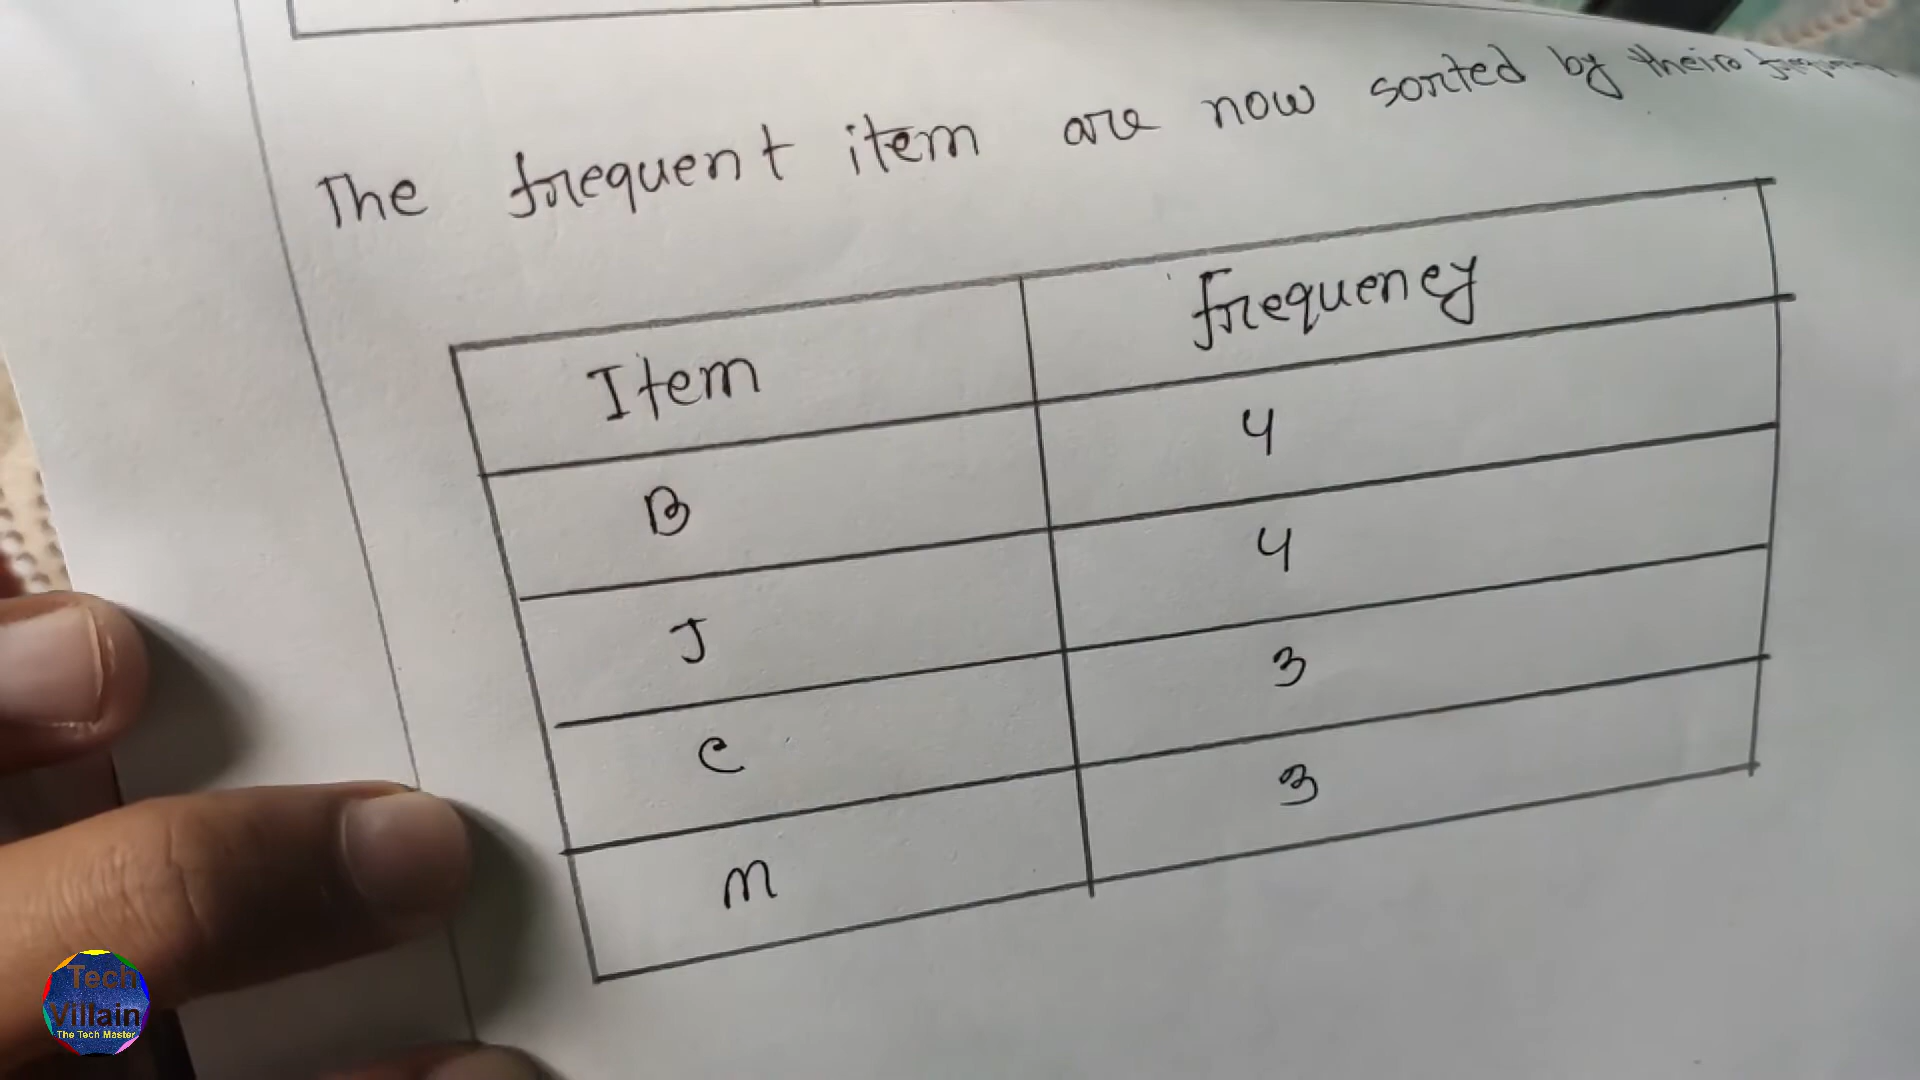 The frequent item are now sorted by their frequency
Item frequency
B 4
J 4
C 3
M 3
Tech
Villain
The Tech Master